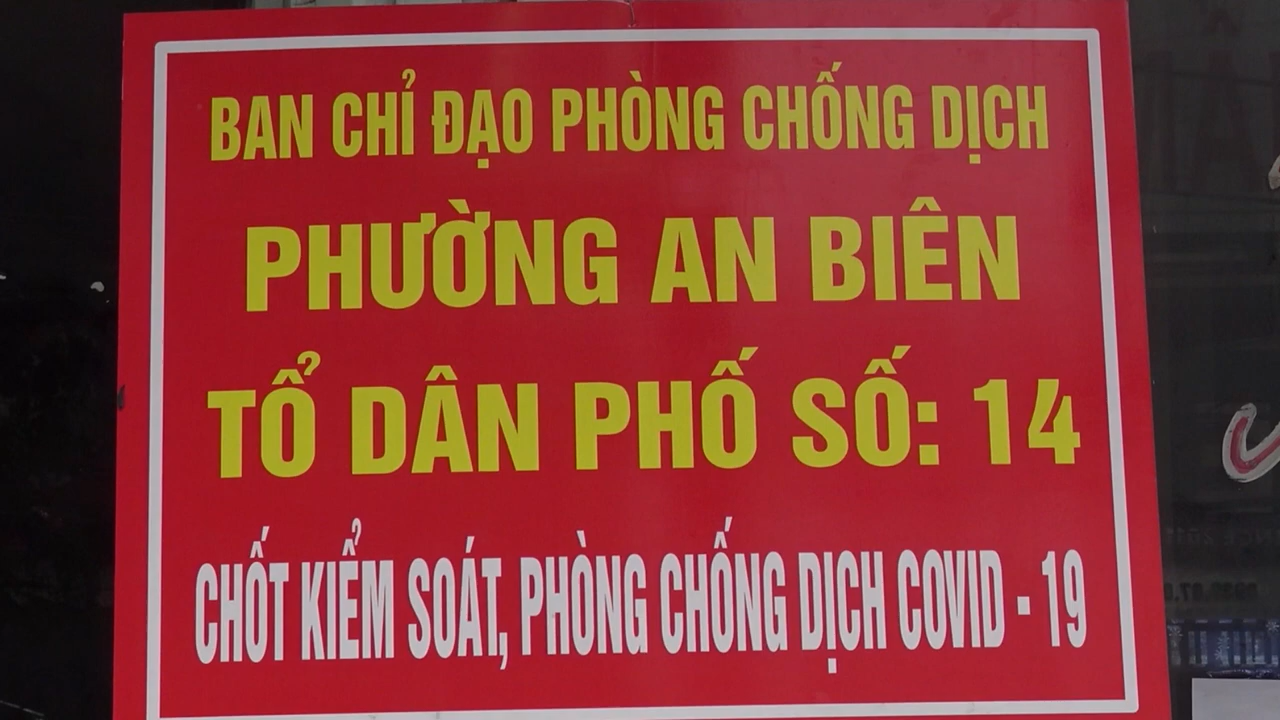 BAN CHỈ ĐẠO PHÒNG CHỐNG DỊCH
PHƯỜNG AN BIÊN
TỔ DÂN PHỐ SỐ: 14
CHỐT KIỂM SOÁT, PHÒNG CHỐNG DỊCH COVID - 19